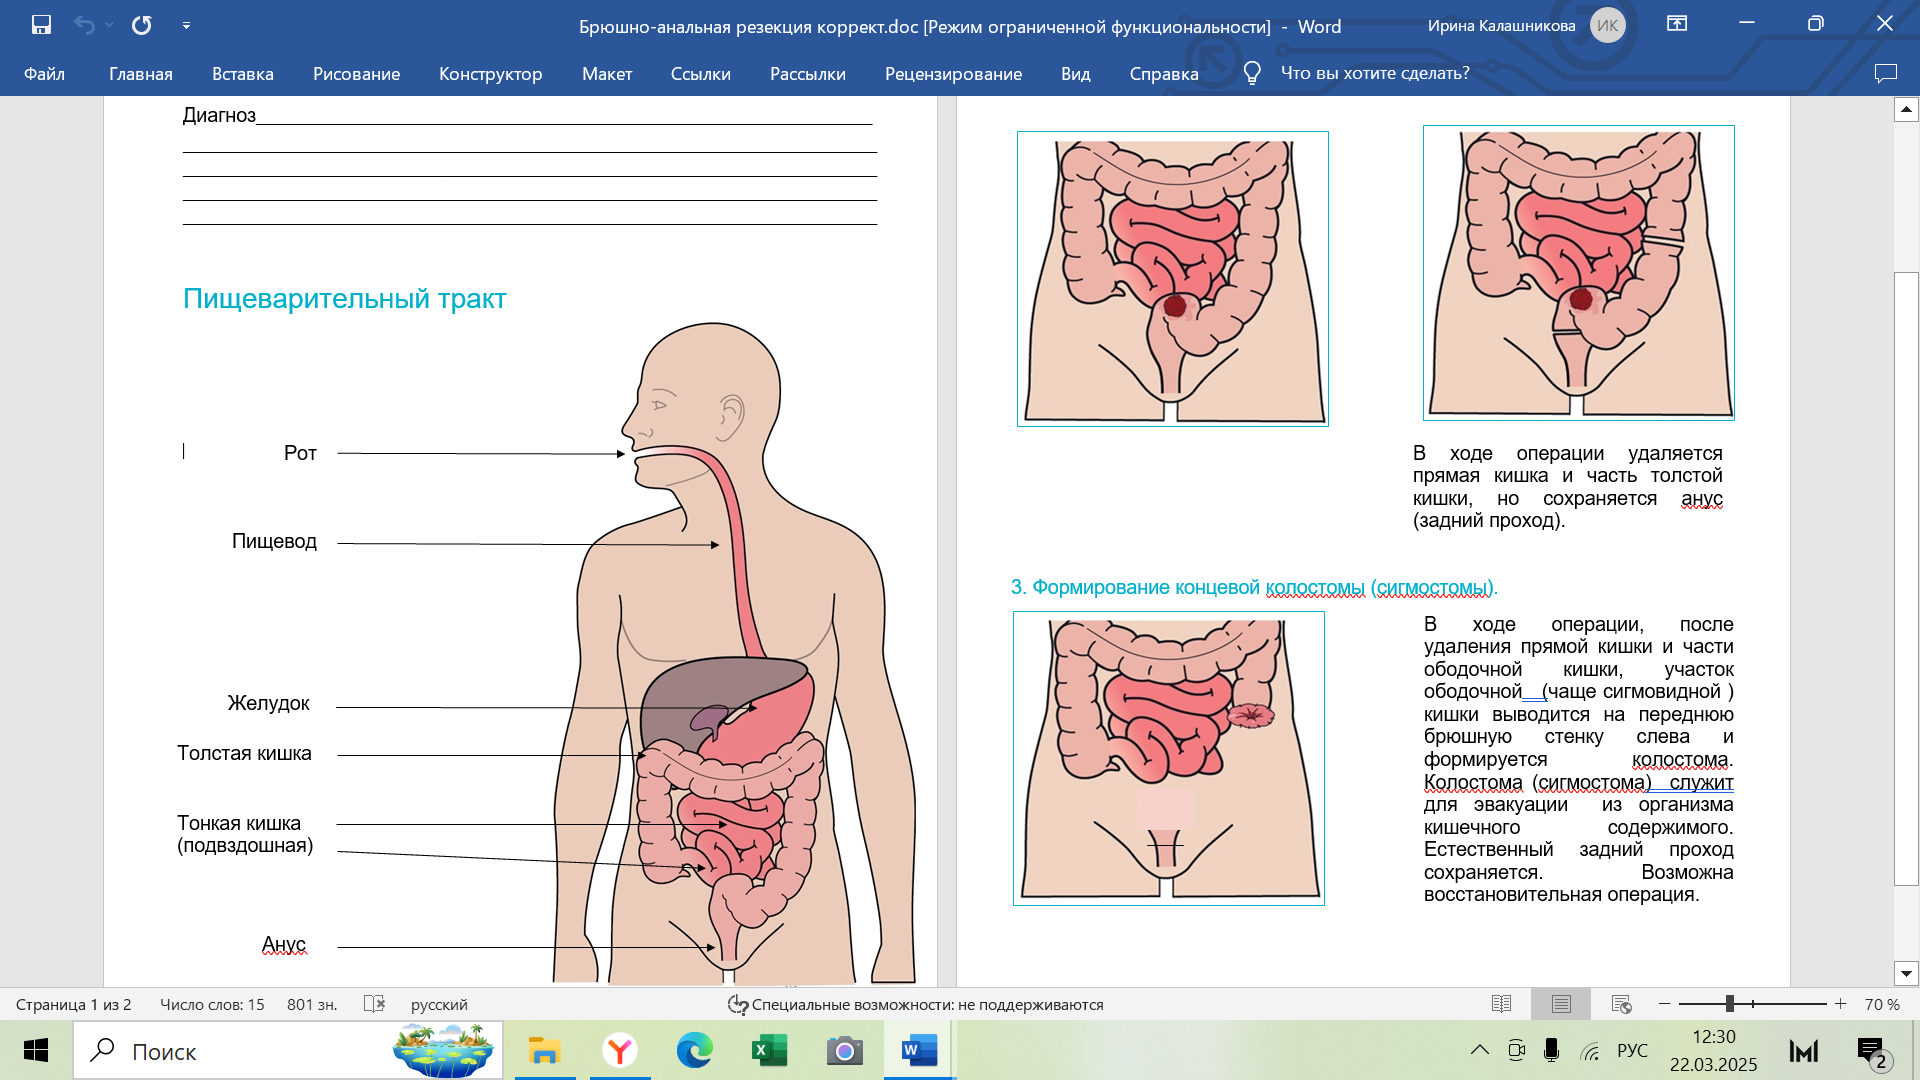 Брюшно-анальная резекция коррект.doc [Режим ограниченной функциональности] - Word
Ирина Калашникова
ИК
Файл
Главная
Вставка
Рисование
Конструктор
Макет
Ссылки
Рассылки
Рецензирование
Вид
Справка
Что вы хотите сделать?
Диагноз
Пищеварительный тракт
Рот
Пищевод
Желудок
Толстая кишка
Тонкая кишка
(подвздошная)
Анус
В ходе операции удаляется
прямая кишка и часть толстой
кишки, но сохраняется анус
(задний проход).
3. Формирование концевой колостомы (сигмостомы).
В ходе операции, после
удаления прямой кишки и части
ободочной кишки, участок
ободочной (чаще сигмовидной )
кишки выводится на переднюю
брюшную стенку слева и
формируется колостома.
Колостома (сигмостома) служит
для эвакуации из организма
кишечного содержимого.
Естественный задний проход
сохраняется. Возможна
восстановительная операция.
Страница 1 из 2
Число слов: 15
801 зн.
русский
Специальные возможности: не поддерживаются
70 %
Поиск
РУС
12:30
22.03.2025
2